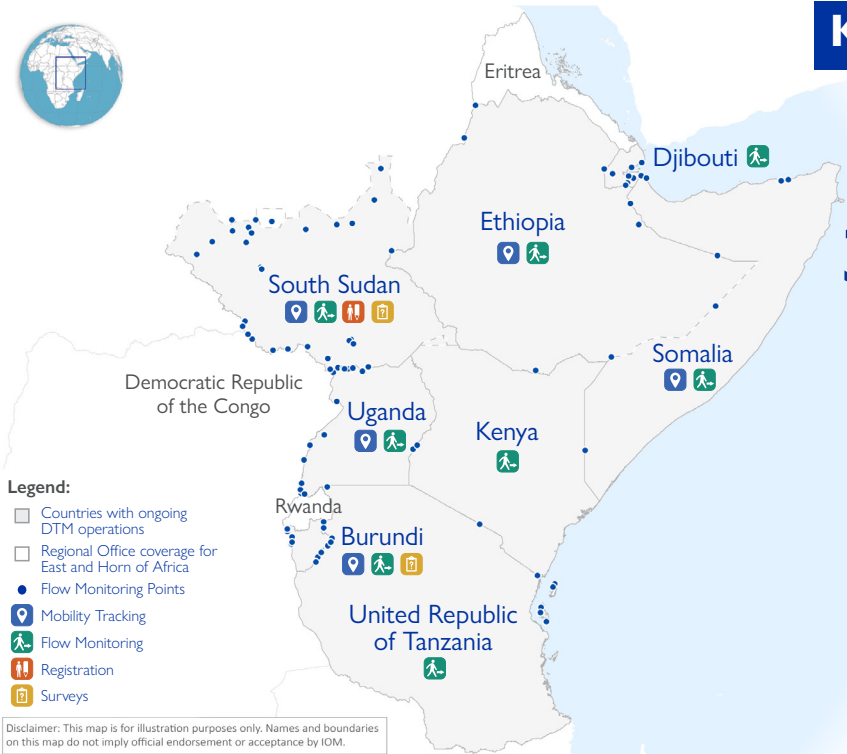 K
Eritrea
Djibouti
Ethiopia
South Sudan
Somalia
Democratic Republic
of the Congo
Uganda
Kenya
Legend:
Countries with ongoing
DTM operations
Regional Office coverage for
East and Horn of Africa
Flow Monitoring Points
Mobility Tracking
Flow Monitoring
Registration
Surveys
Rwanda
Burundi
United Republic
of Tanzania
Disclaimer: This map is for illustration purposes only. Names and boundaries
on this map do not imply official endorsement or acceptance by IOM.